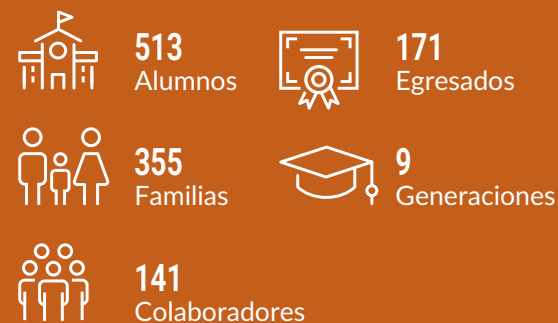 513
Alumnos
171
Egresados
355
Familias
9
Generaciones
141
Colaboradores